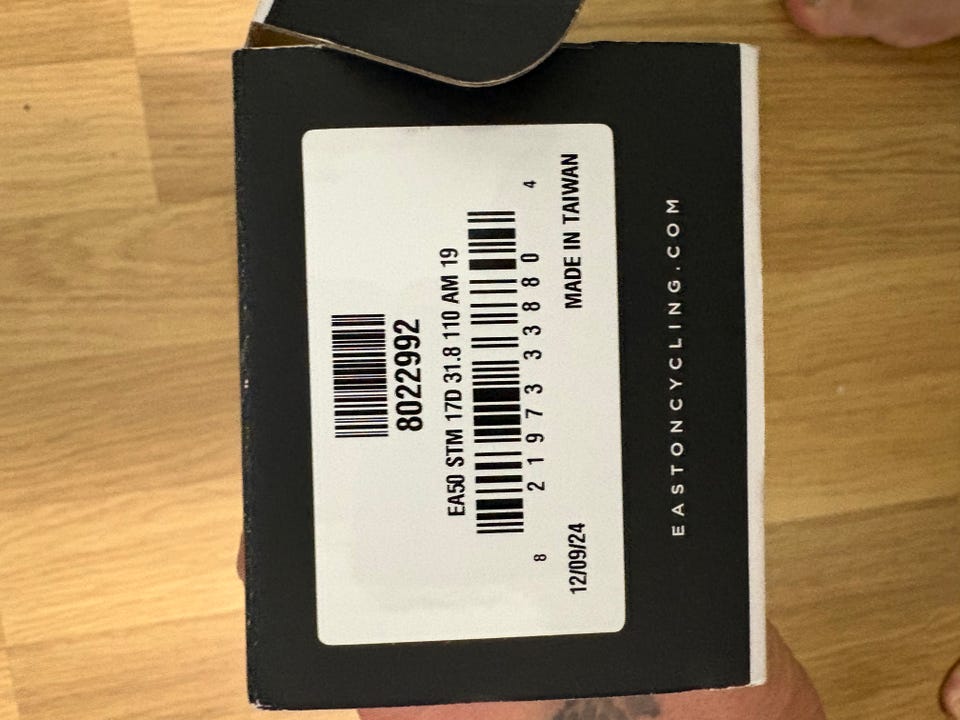 8022992
EA50 STM 17D 31.8 110 AM 19
8 21973 33880 4
12/09/24 MADE IN TAIWAN
EASTONCYCLING.COM